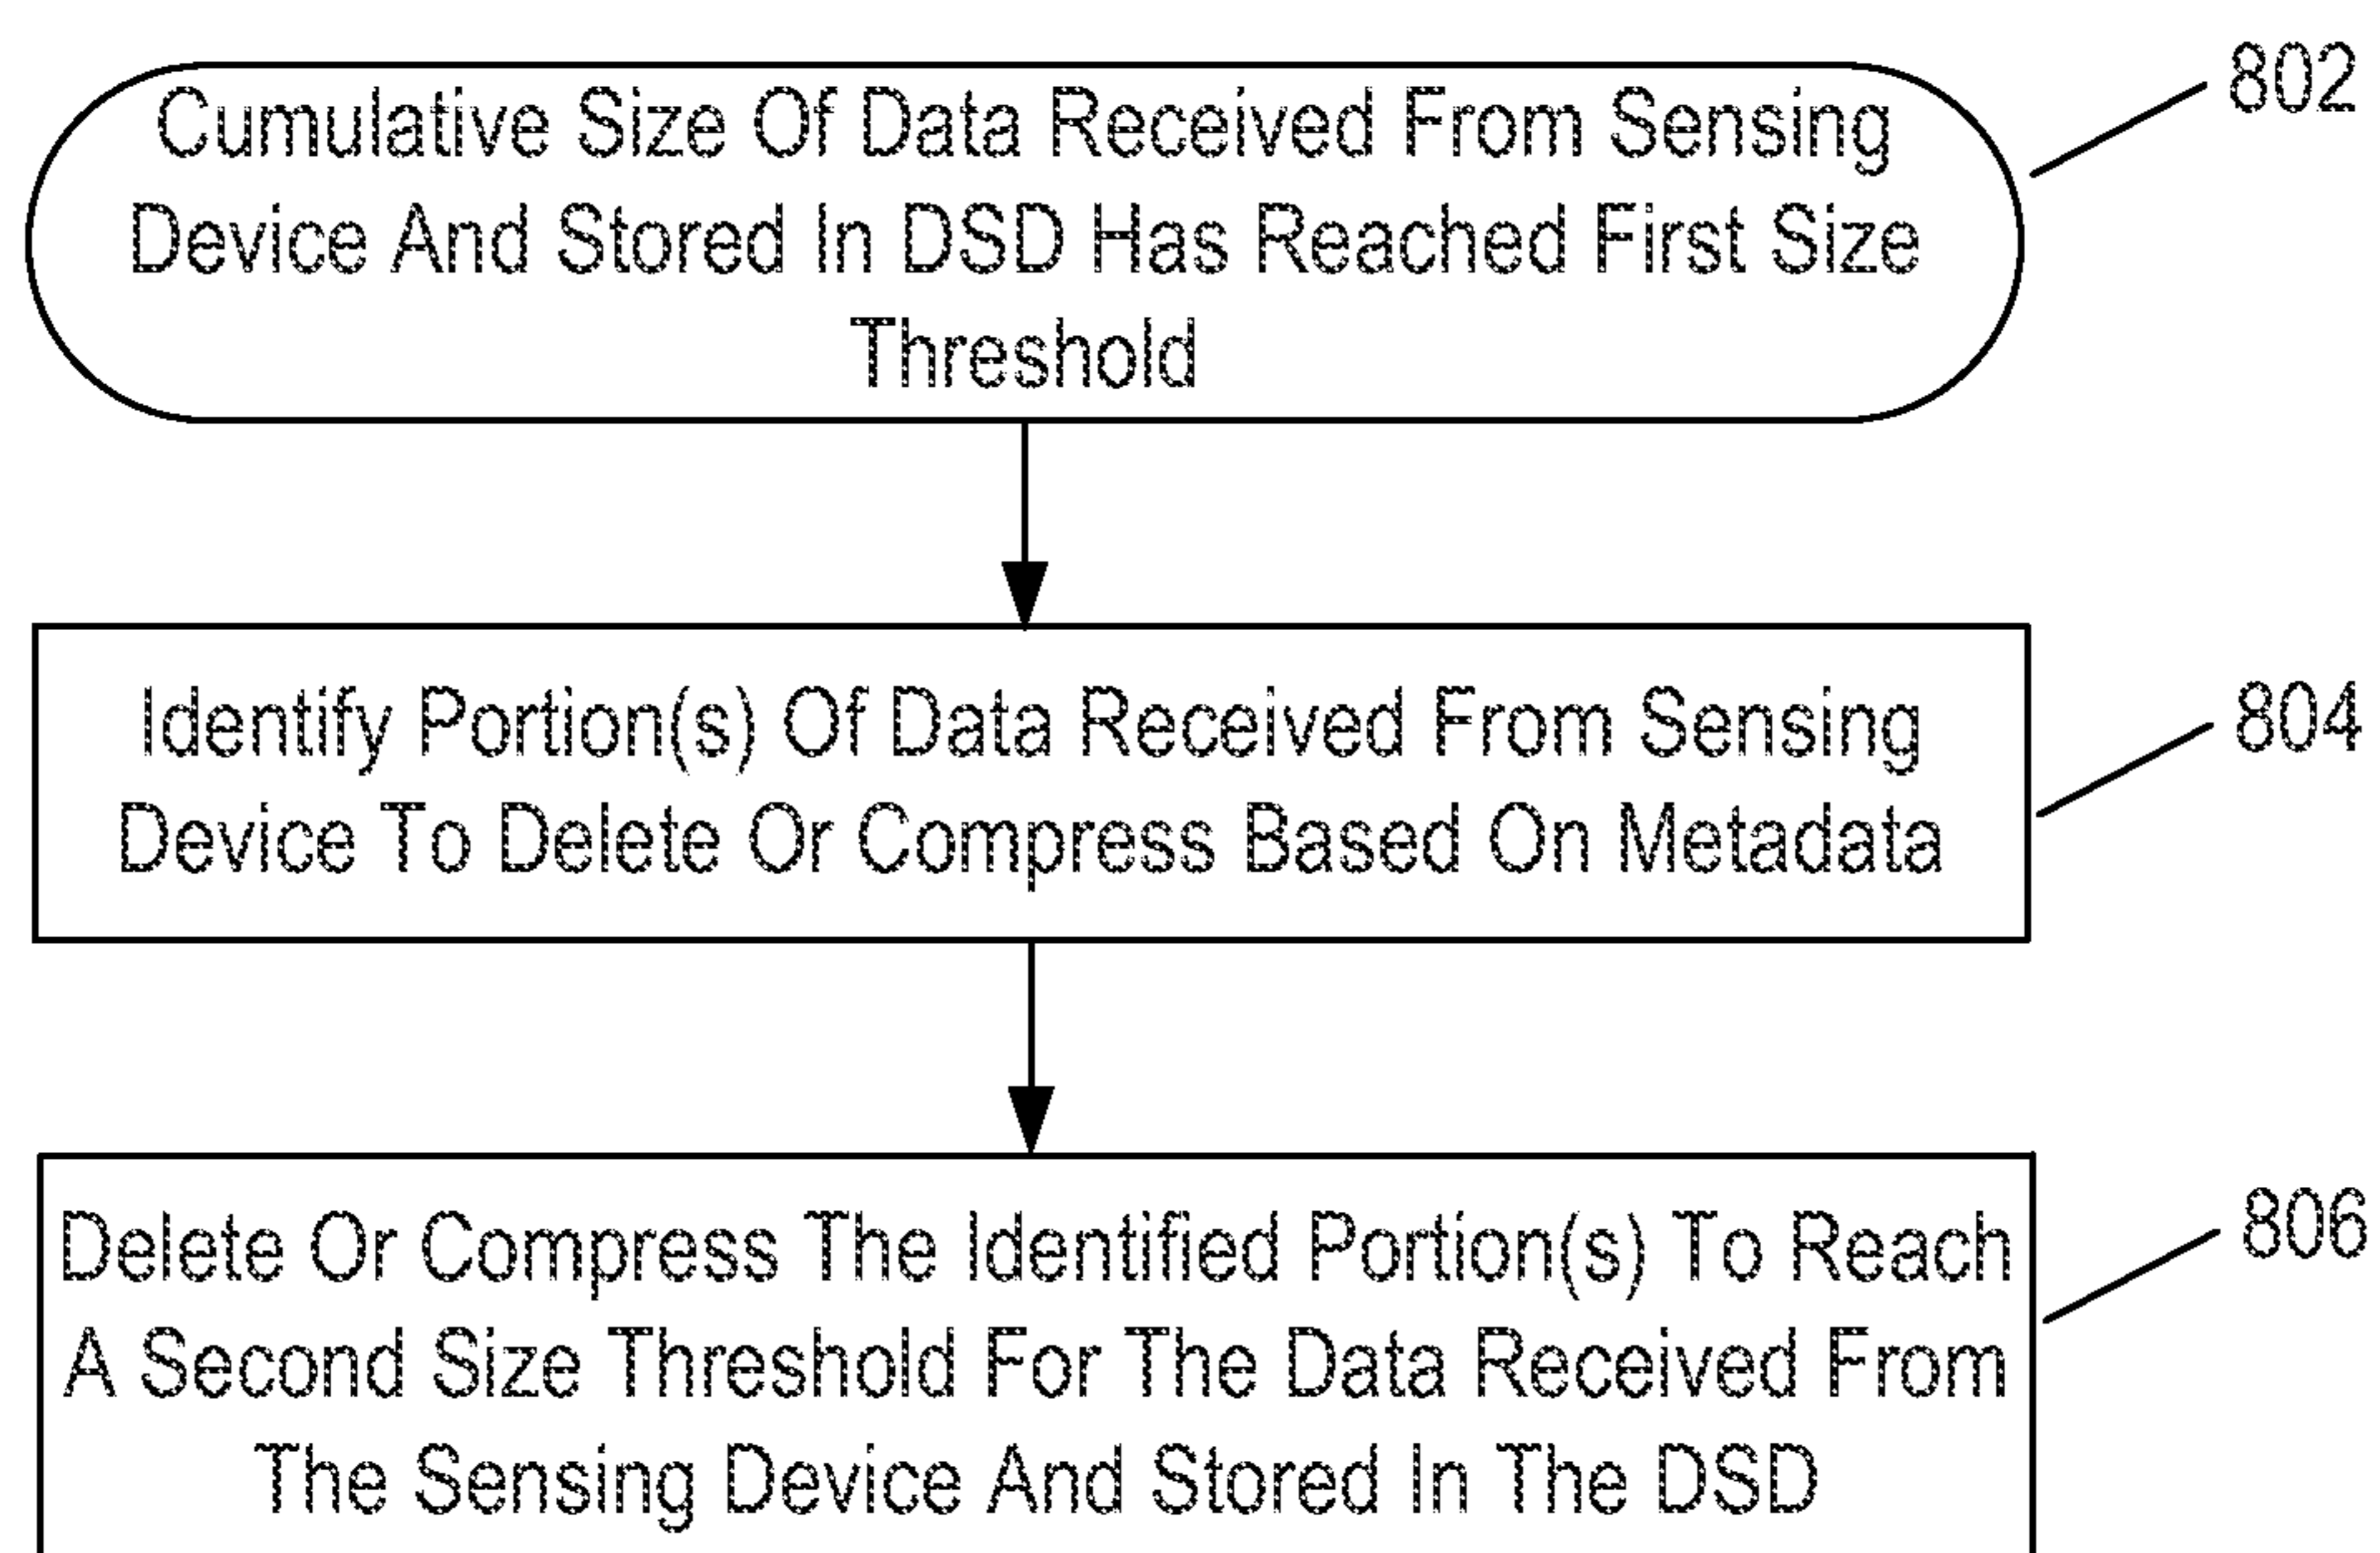 Cumulative Size Of Data Received From Sensing
Device And Stored In DSD Has Reached First Size
Threshold
802
Identify Portion(s) Of Data Received From Sensing
Device To Delete Or Compress Based On Metadata
804
Delete Or Compress The Identified Portion(s) To Reach
A Second Size Threshold For The Data Received From
The Sensing Device And Stored In The DSD
806